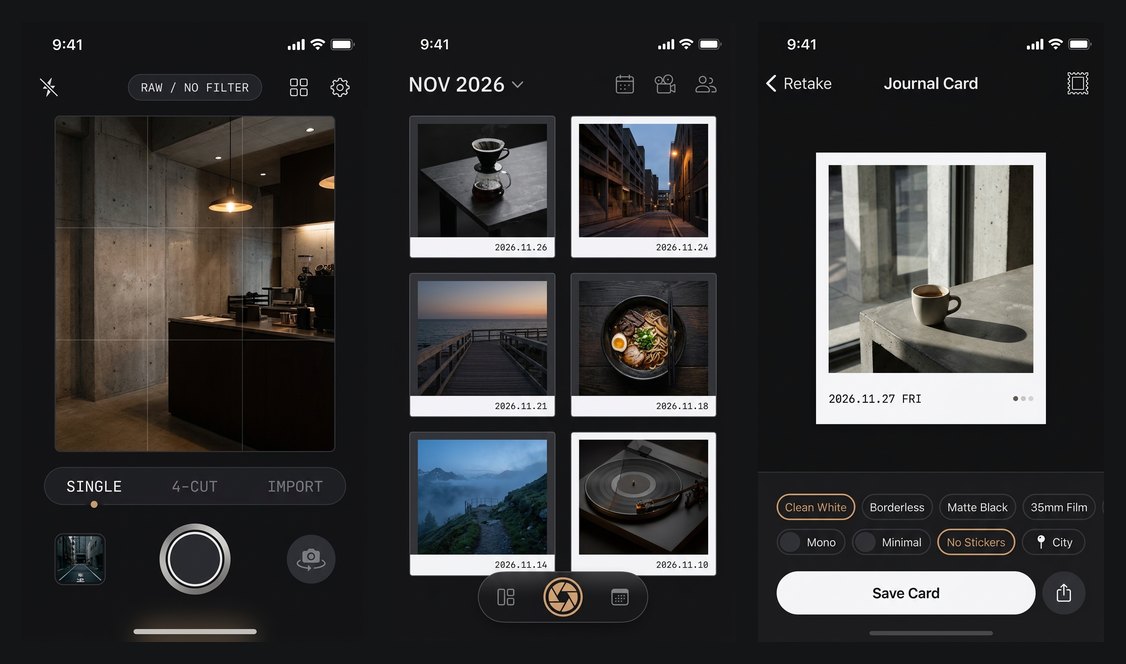 9:41
RAW / NO FILTER
SINGLE
4-CUT
IMPORT
9:41
NOV 2026
2026.11.26
2026.11.24
2026.11.21
2026.11.18
2026.11.14
2026.11.10
9:41
Retake
Journal Card
2026.11.27 FRI
Clean White
Borderless
Matte Black
35mm Film
Mono
Minimal
No Stickers
City
Save Card